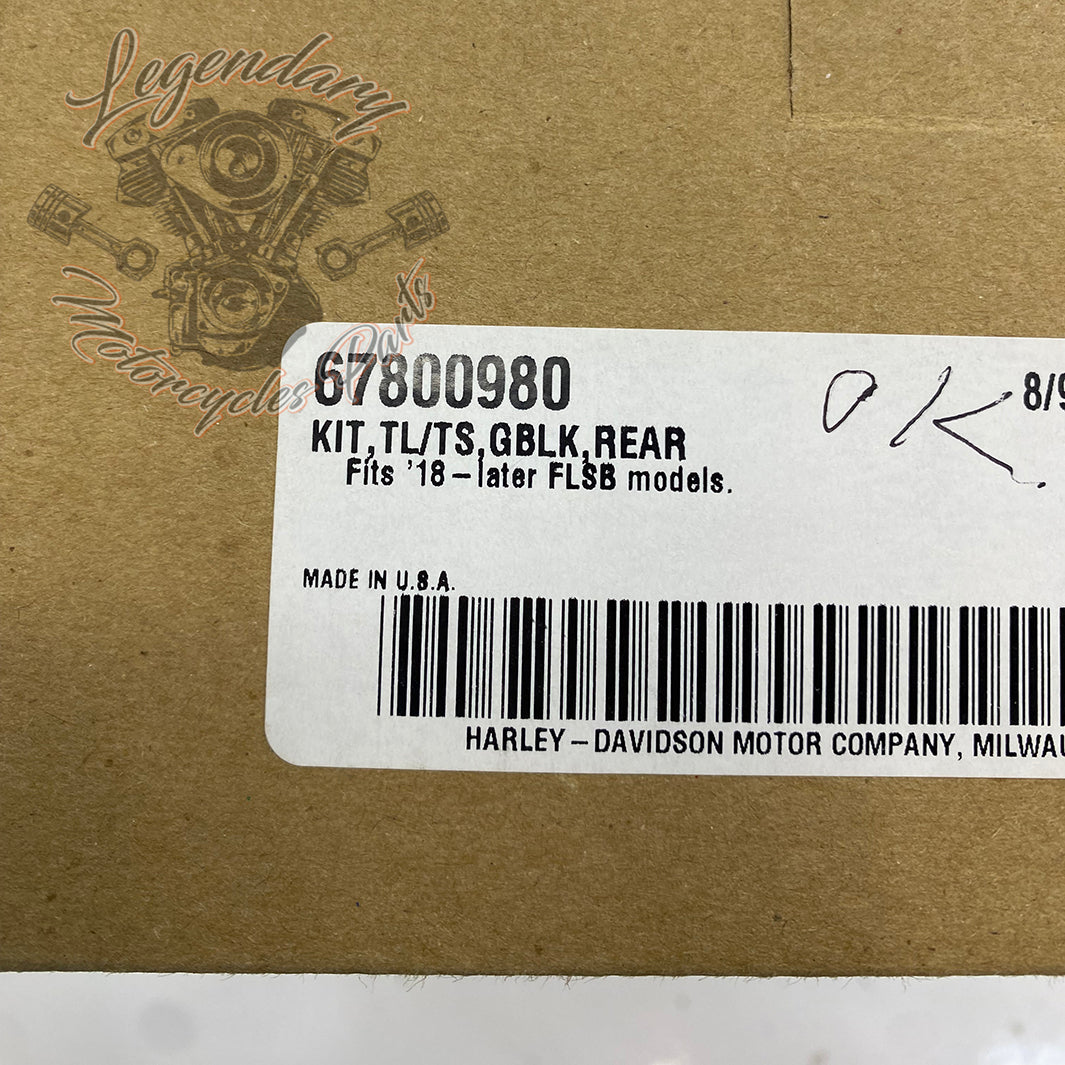 Legendary
Motorcycles Parts
67800980
OK
8/9
KIT,TL/TS,GBLK,REAR
Fits '18-later FLSB models.
MADE IN U.S.A.
HARLEY-DAVIDSON MOTOR COMPANY, MILWAU